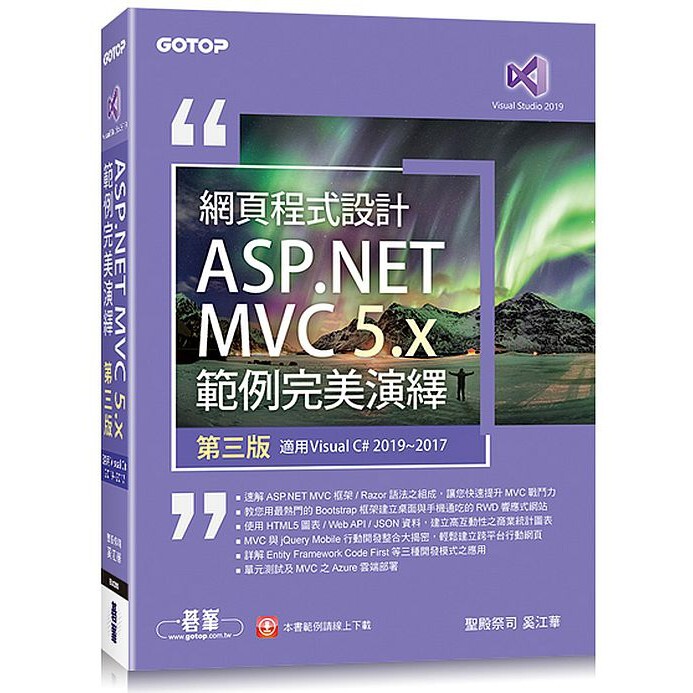 GOTOP
Visual Studio 2019
網頁程式設計
ASP.NET
MVC 5.x
範例完美演繹
第三版 適用Visual C# 2019~2017
速解 ASP.NET MVC 框架 / Razor 語法之組成，讓您快速提升 MVC 戰鬥力
教您用最熱門的 Bootstrap 框架建立桌面與手機通吃的 RWD 響應式網站
使用 HTML5 圖表 / Web API / JSON 資料，建立高互動性之商業統計圖表
MVC 與 jQuery Mobile 行動開發整合大揭密，輕鬆建立跨平台行動網頁
詳解 Entity Framework Code First 等三種開發模式之應用
單元測試及 MVC 之 Azure 雲端部署
碁峯
www.gotop.com.tw
本書範例請線上下載
聖殿祭司 奚江華
GOTOP
ASP.NET MVC 5.x
範例完美演繹
第三版
聖殿祭司
奚江華